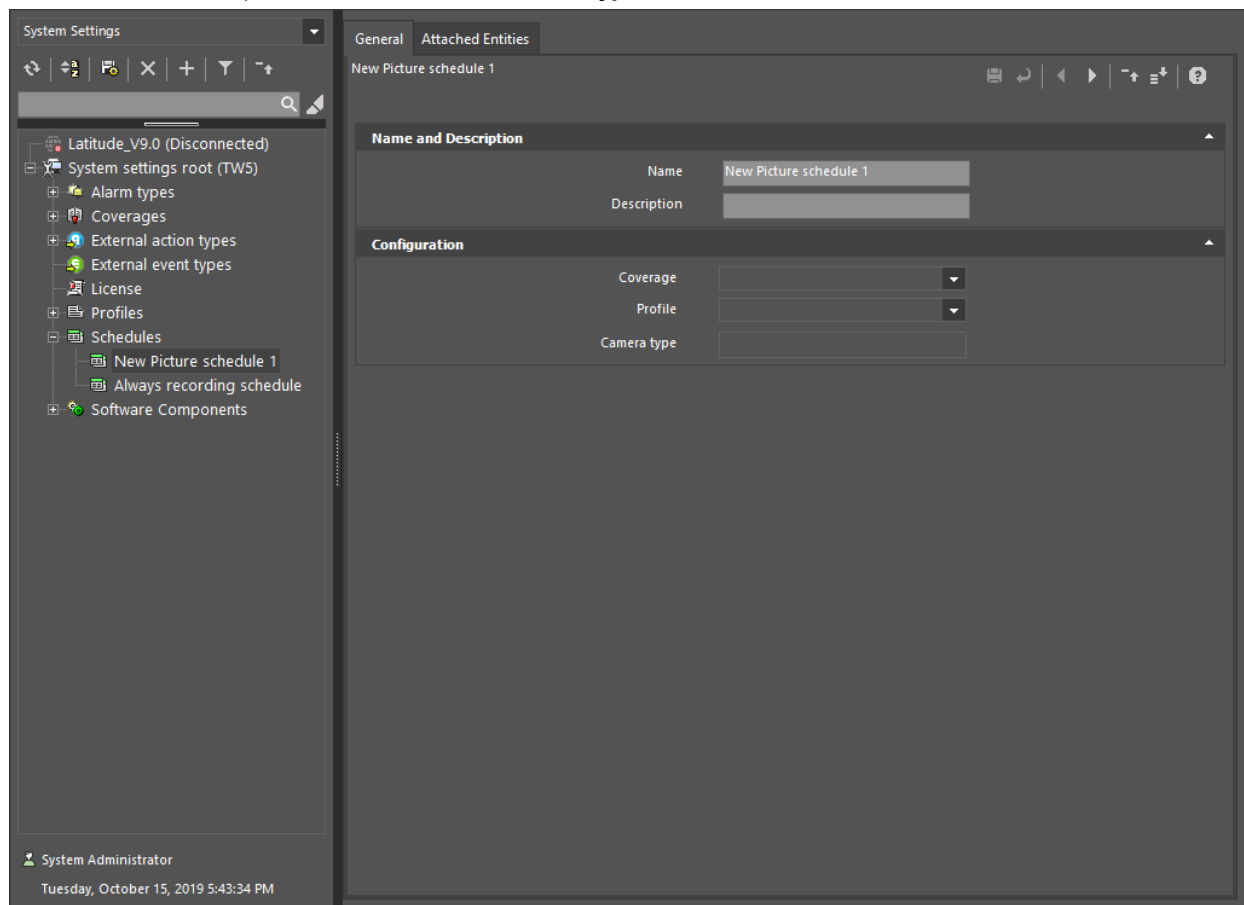 System Settings
Latitude_V9.0 (Disconnected)
System settings root (TW5)
Alarm types
Coverages
External action types
External event types
License
Profiles
Schedules
New Picture schedule 1
Always recording schedule
Software Components
System Administrator
Tuesday, October 15, 2019 5:43:34 PM
General Attached Entities
New Picture schedule 1
Name and Description
Name New Picture schedule 1
Description
Configuration
Coverage
Profile
Camera type